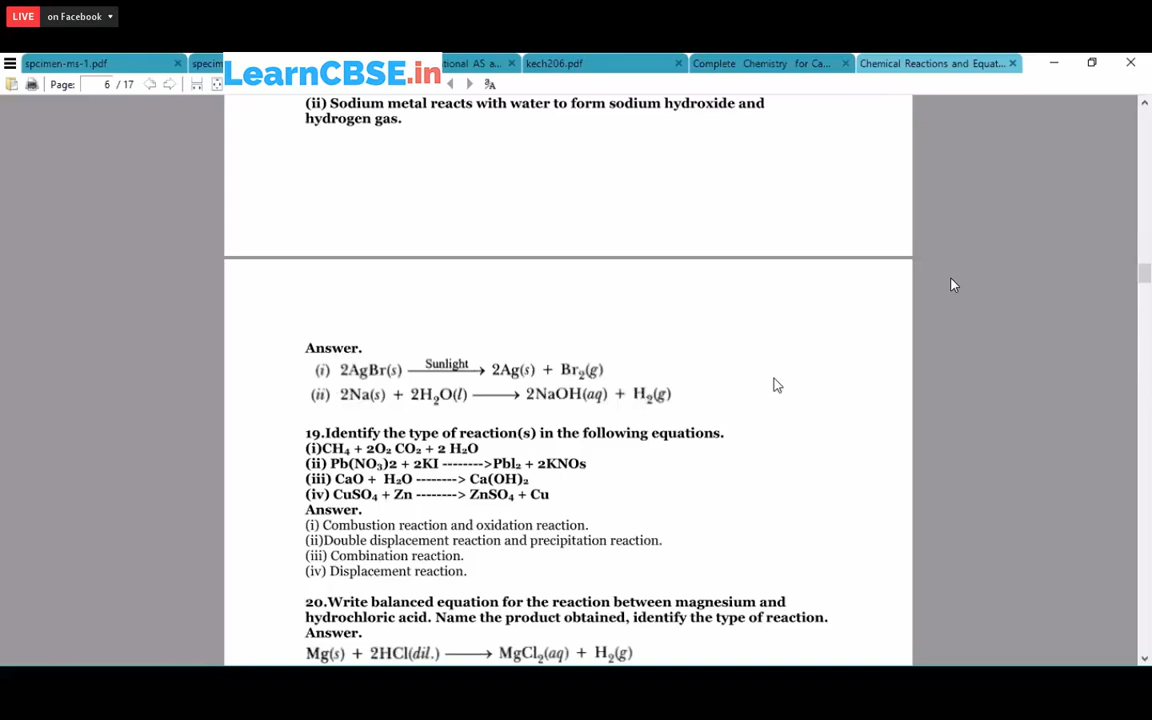 LIVE on Facebook
spcimen-ms-1.pdf
specim
LearnCBSE.in
tional AS a...
kech206.pdf
Complete Chemistry for Ca...
Chemical Reactions and Equat...
Page: 6 / 17
(ii) Sodium metal reacts with water to form sodium hydroxide and
hydrogen gas.
Answer.
(i) 2AgBr(s) —Sunlight→ 2Ag(s) + Br₂(g)
(ii) 2Na(s) + 2H₂O(l) ——→ 2NaOH(aq) + H₂(g)
19.Identify the type of reaction(s) in the following equations.
(i)CH₄ + 2O₂ CO₂ + 2 H₂O
(ii) Pb(NO₃)2 + 2KI -------->Pbl₂ + 2KNOs
(iii) CaO + H₂O --------> Ca(OH)₂
(iv) CuSO₄ + Zn --------> ZnSO₄ + Cu
Answer.
(i) Combustion reaction and oxidation reaction.
(ii)Double displacement reaction and precipitation reaction.
(iii) Combination reaction.
(iv) Displacement reaction.
20.Write balanced equation for the reaction between magnesium and
hydrochloric acid. Name the product obtained, identify the type of reaction.
Answer.
Mg(s) + 2HCl(dil.) ——→ MgCl₂(aq) + H₂(g)